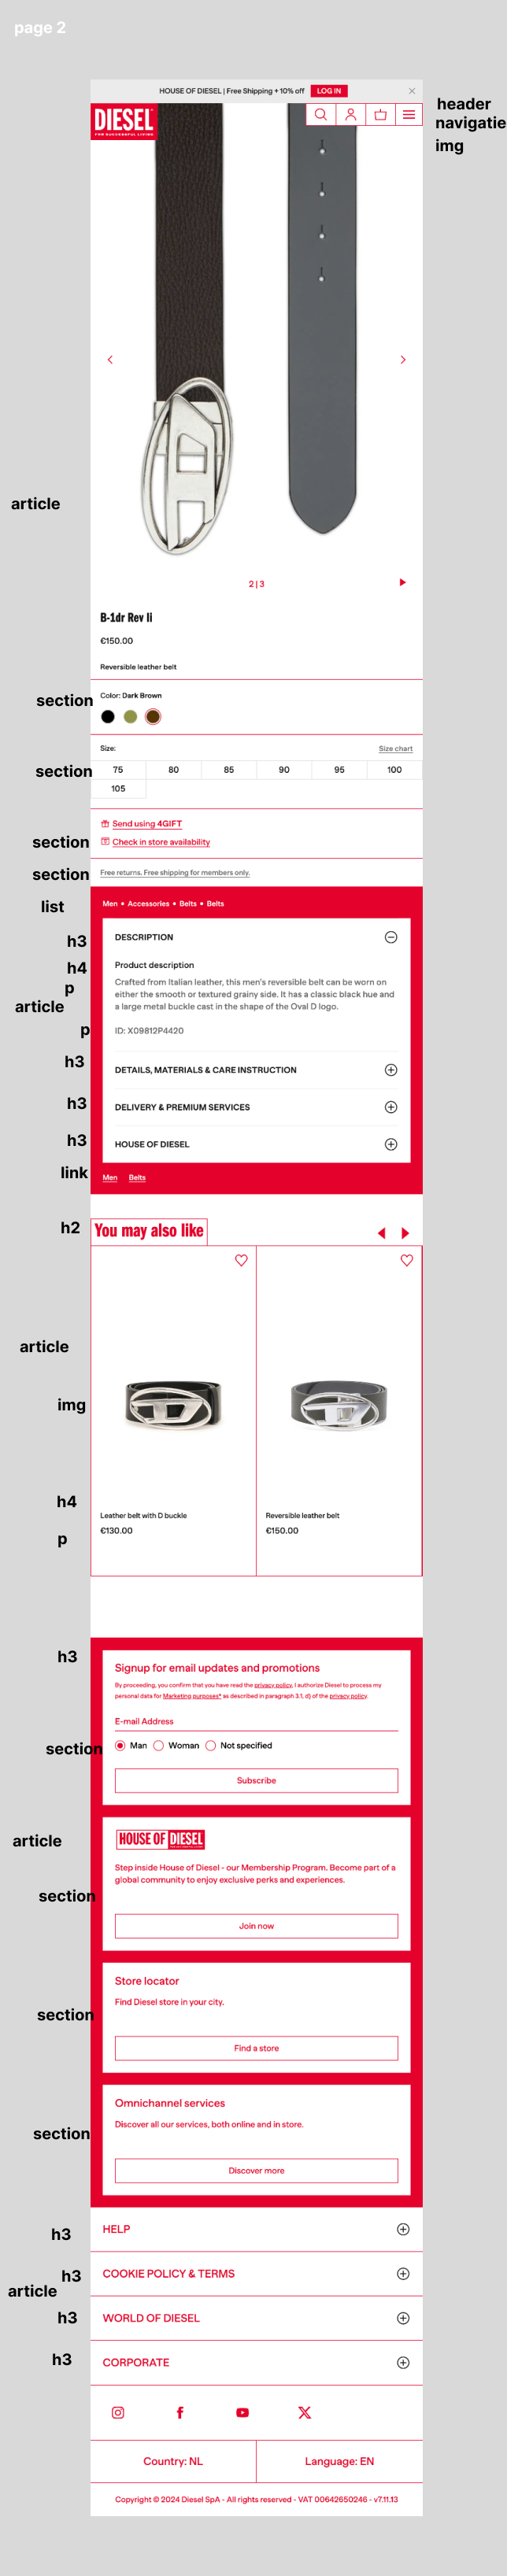 page 2
HOUSE OF DIESEL | Free Shipping + 10% off LOG IN
header
navigatie
img
DIESEL
FOR SUCCESSFUL LIVING
article
2 | 3
B-1dr Rev Ii
€150.00
Reversible leather belt
section
Color: Dark Brown
Size: Size chart
section
75 80 85 90 95 100
105
section
Send using 4GIFT
Check in store availability
section
Free returns. Free shipping for members only.
list
Men • Accessories • Belts • Belts
h3
DESCRIPTION
h4
Product description
p
Crafted from Italian leather, this men's reversible belt can be worn on
either the smooth or textured grainy side. It has a classic black hue and
a large metal buckle cast in the shape of the Oval D logo.
article
p
ID: X09812P4420
h3
DETAILS, MATERIALS & CARE INSTRUCTION
h3
DELIVERY & PREMIUM SERVICES
h3
HOUSE OF DIESEL
link
Men Belts
h2
You may also like
article
img
h4
Leather belt with D buckle
€130.00
Reversible leather belt
€150.00
p
h3
Signup for email updates and promotions
By proceeding, you confirm that you have read the privacy policy, I authorize Diesel to process my
personal data for Marketing purposes* as described in paragraph 3.1, d) of the privacy policy.
E-mail Address
section
Man Woman Not specified
Subscribe
article
HOUSE OF DIESEL
Step inside House of Diesel - our Membership Program. Become part of a
global community to enjoy exclusive perks and experiences.
section
Join now
Store locator
Find Diesel store in your city.
section
Find a store
Omnichannel services
Discover all our services, both online and in store.
section
Discover more
h3
HELP
h3
COOKIE POLICY & TERMS
article
h3
WORLD OF DIESEL
h3
CORPORATE
Country: NL Language: EN
Copyright © 2024 Diesel SpA - All rights reserved - VAT 00642650246 - v7.11.13